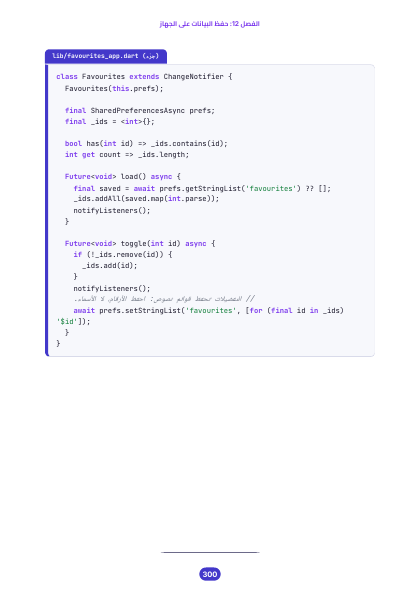 الفصل 12: حفظ البيانات على الجهاز
lib/favourites_app.dart (جزء)
class Favourites extends ChangeNotifier {
  Favourites(this.prefs);

  final SharedPreferencesAsync prefs;
  final _ids = <int>{};

  bool has(int id) => _ids.contains(id);
  int get count => _ids.length;

  Future<void> load() async {
    final saved = await prefs.getStringList('favourites') ?? [];
    _ids.addAll(saved.map(int.parse));
    notifyListeners();
  }

  Future<void> toggle(int id) async {
    if (!_ids.remove(id)) {
      _ids.add(id);
    }
    notifyListeners();
    // التفضيلات تحفظ قوائم نصوص: احفظ الأرقام لا الأسماء.
    await prefs.setStringList('favourites', [for (final id in _ids)
'$id']);
  }
}
300